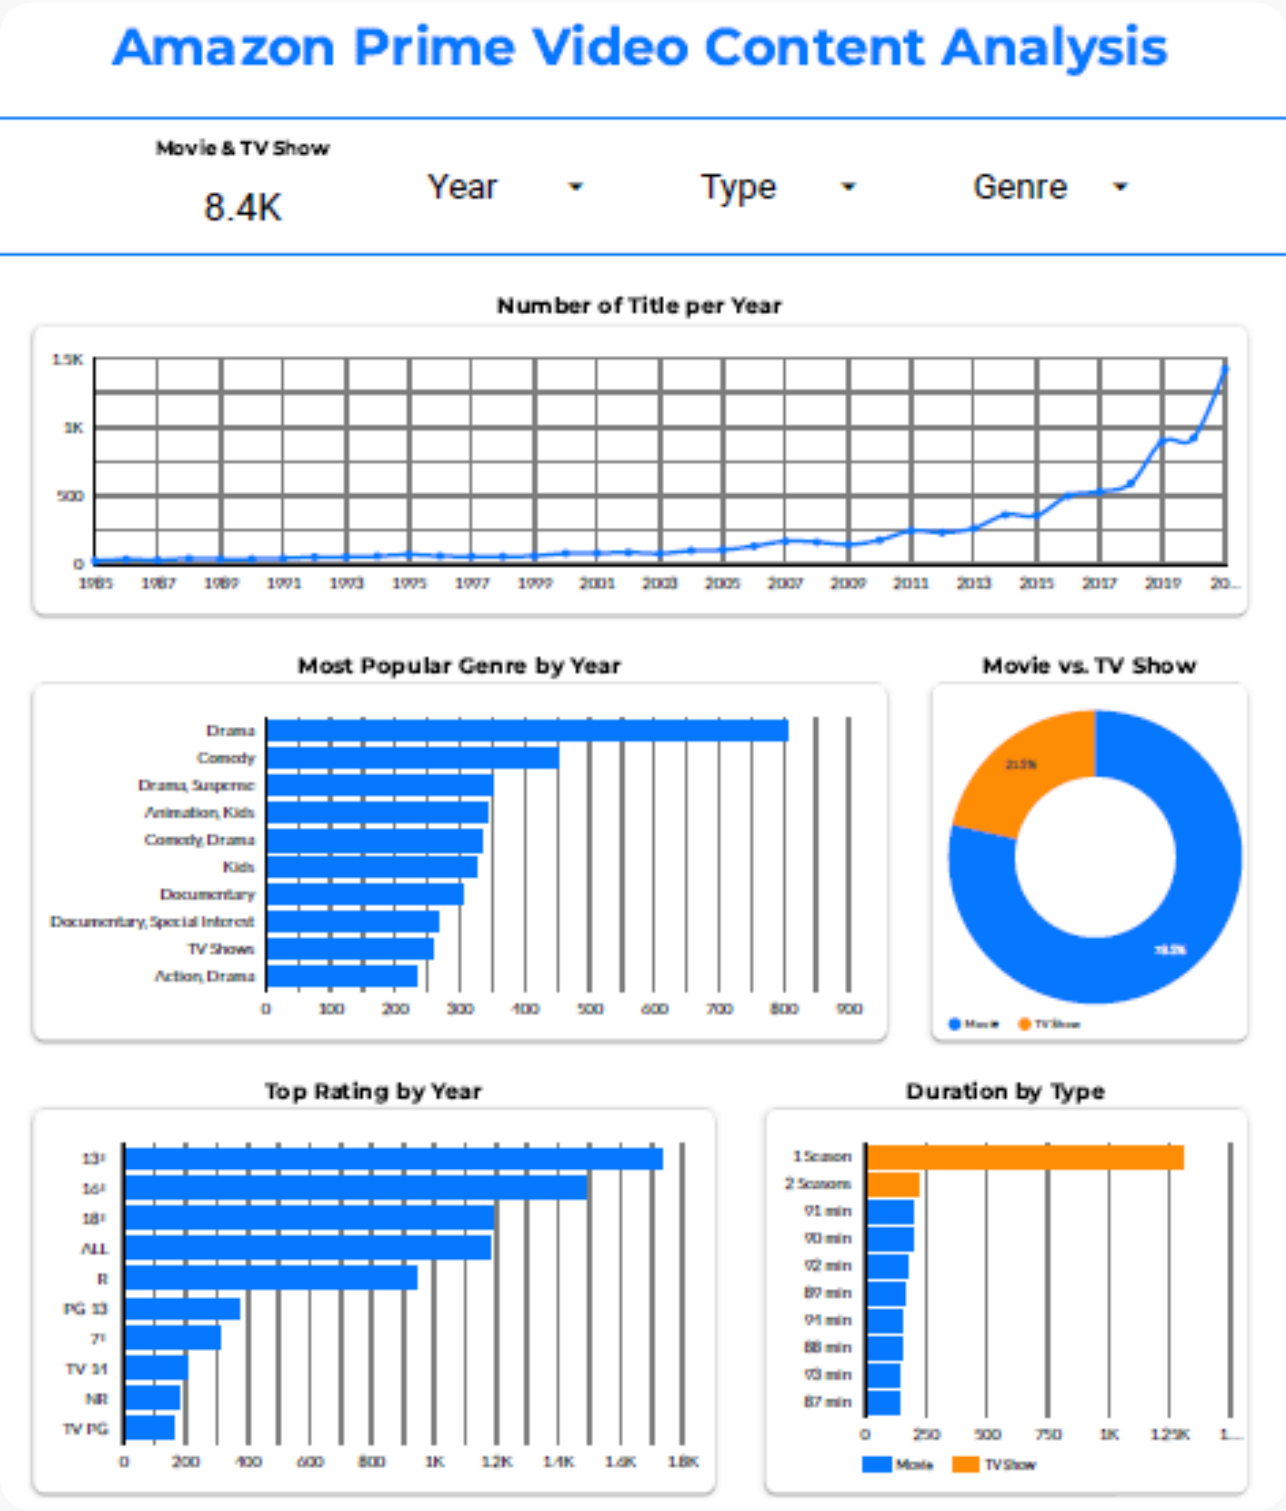 Amazon Prime Video Content Analysis
Movie & TV Show
8.4K
Year
Type
Genre
Number of Title per Year
1.5K
1K
500
0
1985 1987 1989 1991 1993 1995 1997 1999 2001 2003 2005 2007 2009 2011 2013 2015 2017 2019 20...
Most Popular Genre by Year
Drama
Comedy
Drama, Suspense
Animation, Kids
Comedy, Drama
Kids
Documentary
Documentary, Special Interest
TV Shows
Action, Drama
0 100 200 300 400 500 600 700 800 900
Movie vs. TV Show
21.5%
78.5%
Movie TV Show
Top Rating by Year
13+
16+
18+
ALL
R
PG-13
7+
TV-14
NR
TV-PG
0 200 400 600 800 1K 1.2K 1.4K 1.6K 1.8K
Duration by Type
1 Season
2 Seasons
91 min
90 min
92 min
89 min
94 min
88 min
93 min
87 min
0 250 500 750 1K 1.25K 1....
Movie TV Show